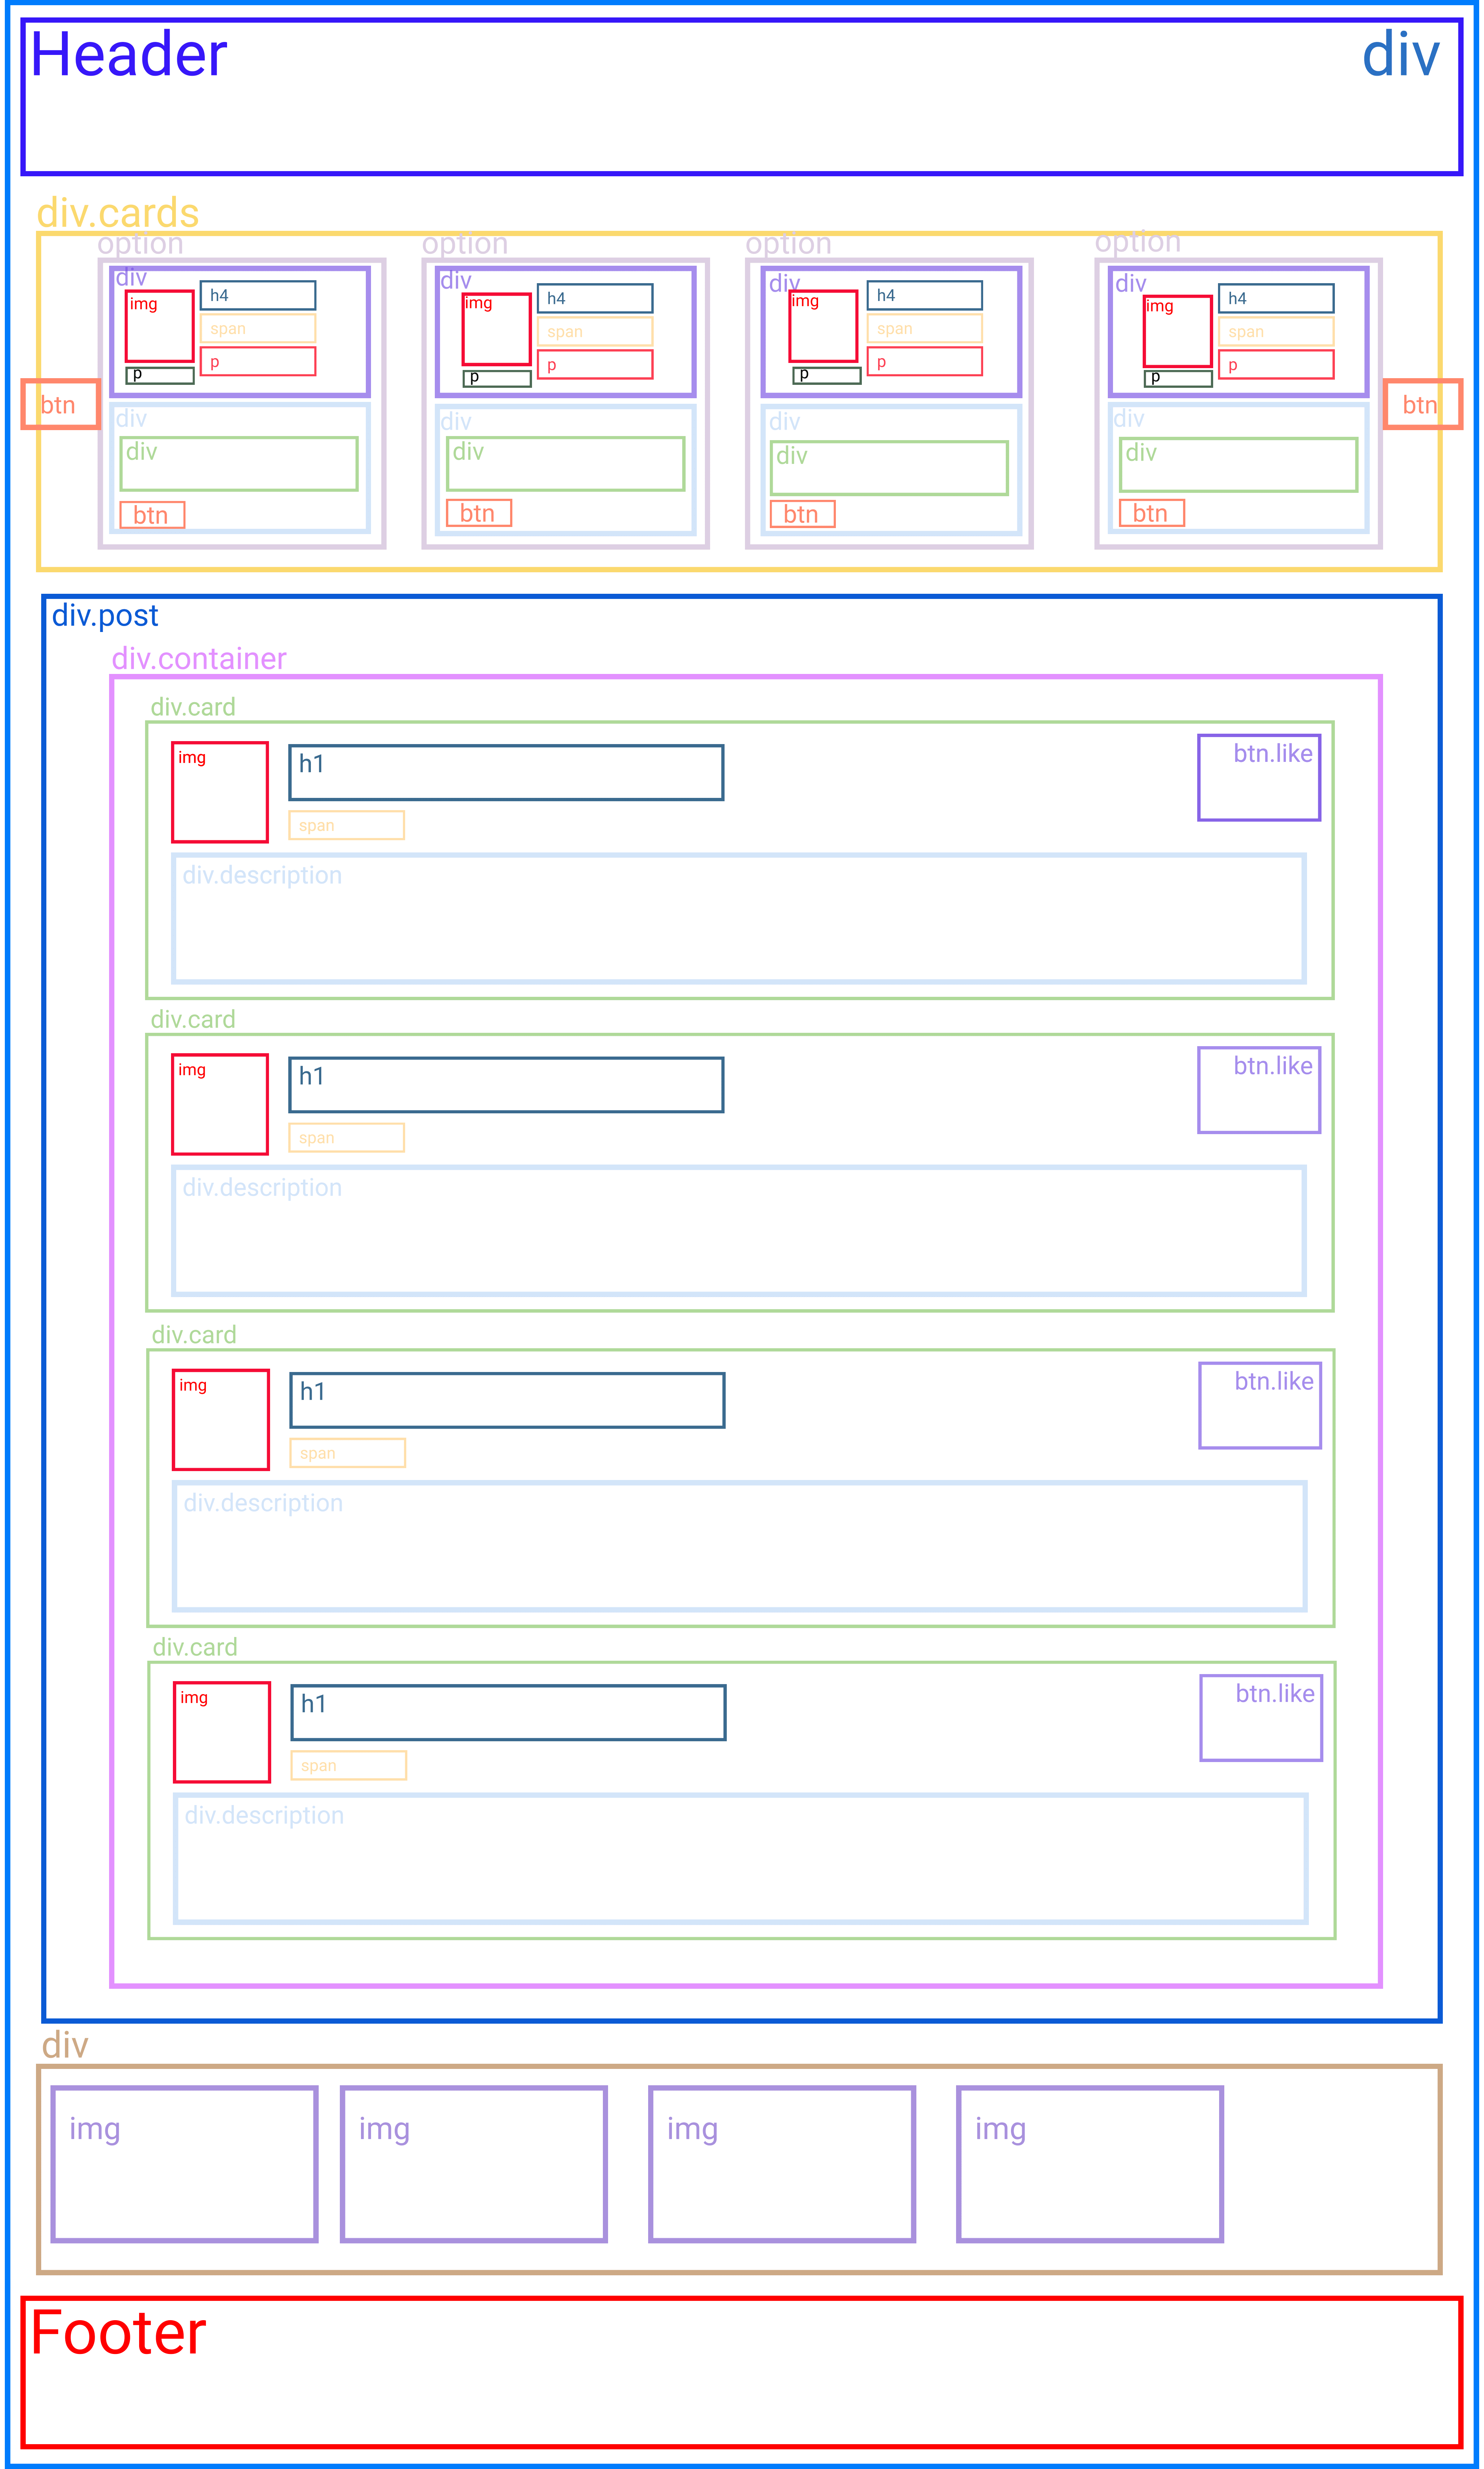 Header
div
div.cards
option
option
option
option
div
img
h4
span
p
p
div
img
h4
span
p
p
div
img
h4
span
p
p
div
img
h4
span
p
p
btn
btn
div
div
btn
div
div
btn
div
div
btn
div
div
btn
div.post
div.container
div.card
img
h1
btn.like
span
div.description
div.card
img
h1
btn.like
span
div.description
div.card
img
h1
btn.like
span
div.description
div.card
img
h1
btn.like
span
div.description
div
img
img
img
img
Footer